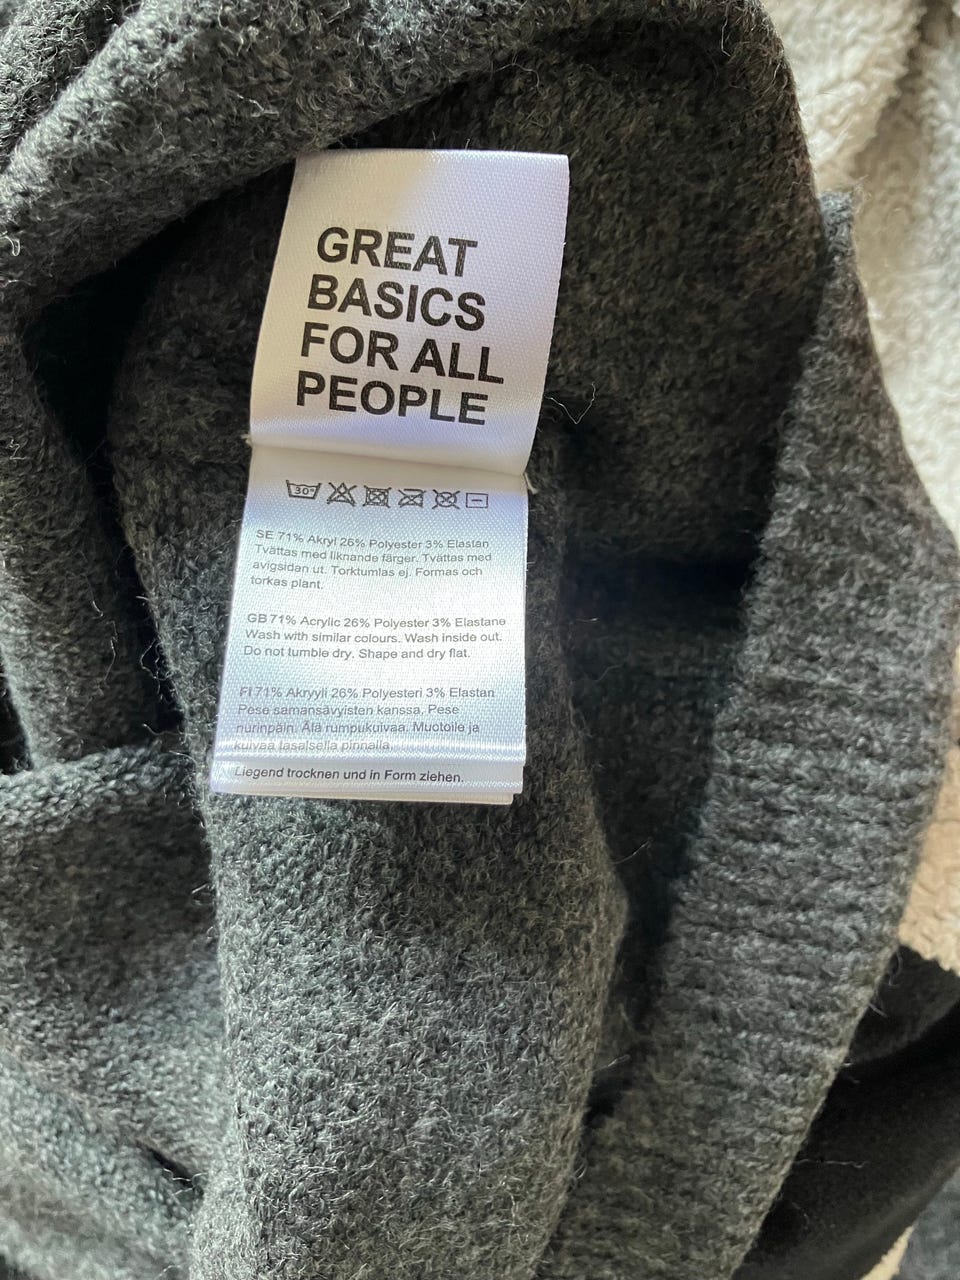 GREAT
BASICS
FOR ALL
PEOPLE
30°
SE 71% Akryl 26% Polyester 3% Elastan
Tvättas med liknande färger. Tvättas med
avigsidan ut. Torktumlas ej. Formas och
torkas plant.
GB 71% Acrylic 26% Polyester 3% Elastane
Wash with similar colours. Wash inside out.
Do not tumble dry. Shape and dry flat.
FI 71% Akryyli 26% Polyesteri 3% Elastan
Pese samansävyisten kanssa. Pese
nurinpäin. Älä rumpukuivaa. Muotoile ja
kuivaa tasaisella pinnalla.
Liegend trocknen und in Form ziehen.